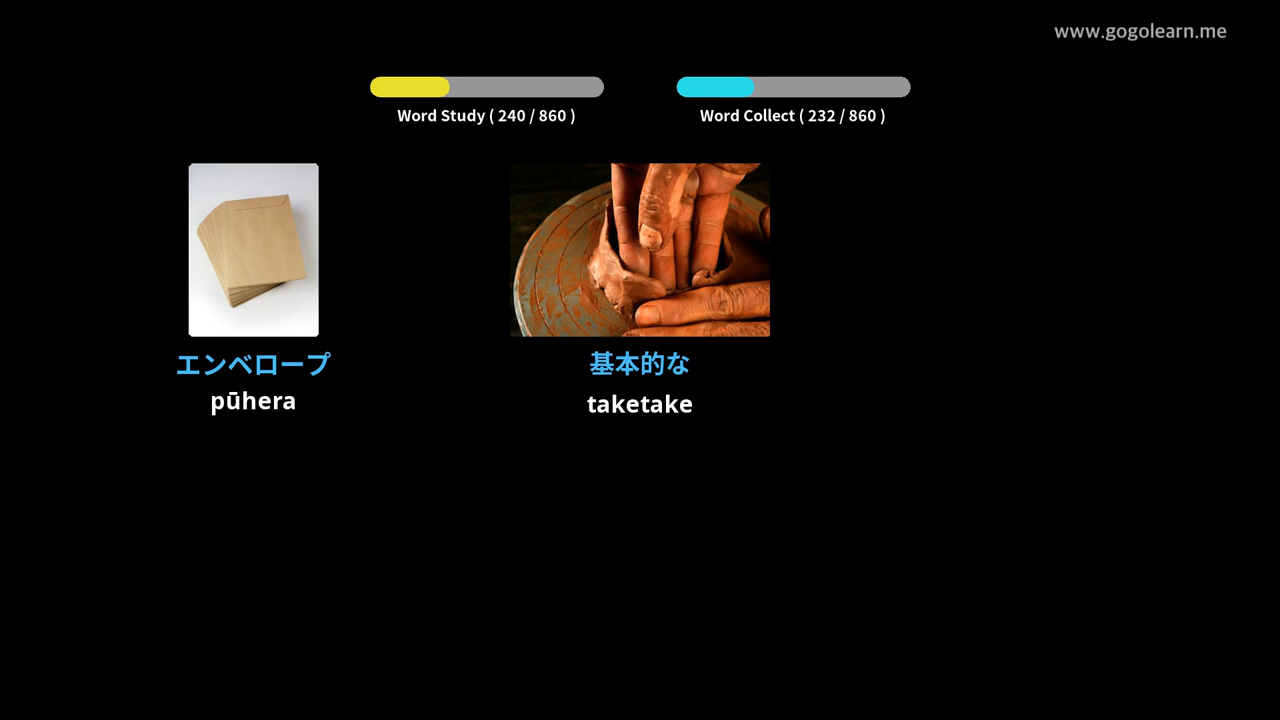 www.gogolearn.me
Word Study ( 240 / 860 )
Word Collect ( 232 / 860 )
エンベロープ
pūhera
基本的な
taketake